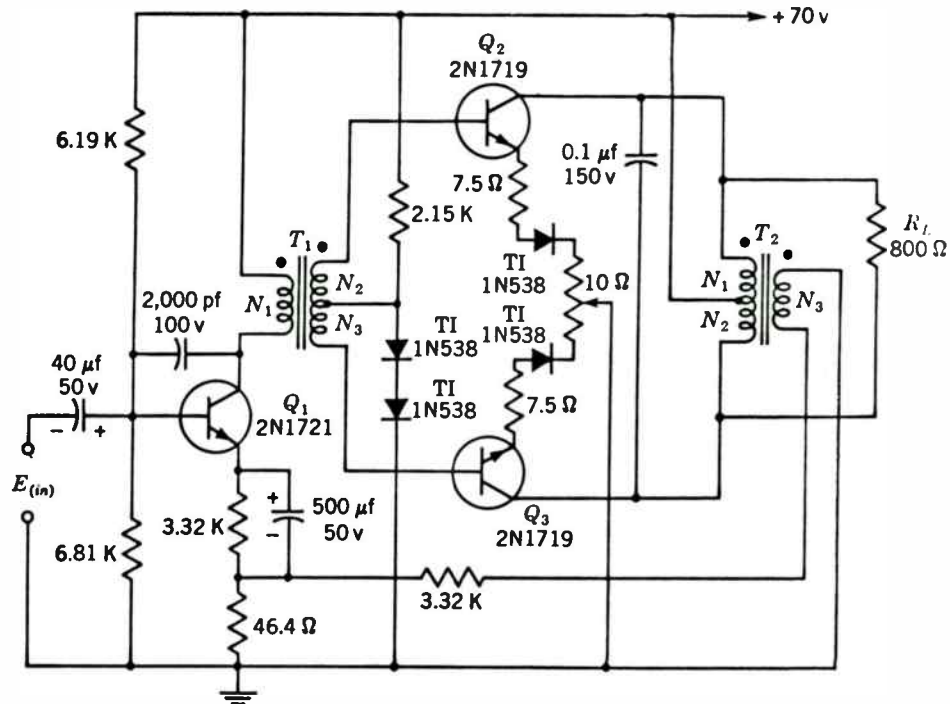 + 70 v
Q2
2N1719
6.19 K
0.1 μf
150 v
7.5 Ω
2.15 K
T1
N1
N2
N3
TI
1N538
10 Ω
T2
N1
N2
N3
RL
800 Ω
2,000 pf
100 v
TI
1N538
TI
1N538
40 μf
50 v
− +
TI
1N538
7.5 Ω
Q1
2N1721
E(in)
+
−
500 μf
50 v
Q3
2N1719
6.81 K
3.32 K
3.32 K
46.4 Ω